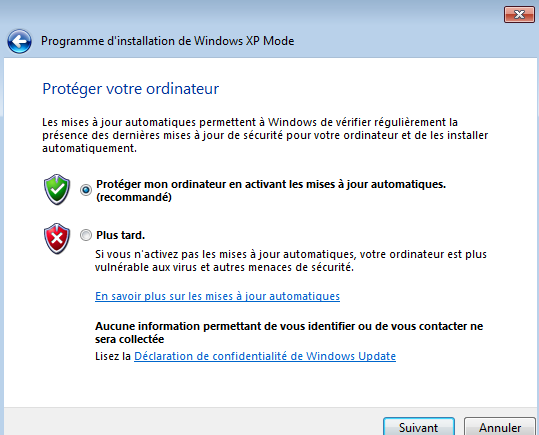 Programme d'installation de Windows XP Mode
Protéger votre ordinateur
Les mises à jour automatiques permettent à Windows de vérifier régulièrement la
présence des dernières mises à jour de sécurité pour votre ordinateur et de les installer
automatiquement.
Protéger mon ordinateur en activant les mises à jour automatiques.
(recommandé)
Plus tard.
Si vous n'activez pas les mises à jour automatiques, votre ordinateur est plus
vulnérable aux virus et autres menaces de sécurité.
En savoir plus sur les mises à jour automatiques
Aucune information permettant de vous identifier ou de vous contacter ne
sera collectée
Lisez la Déclaration de confidentialité de Windows Update
Suivant
Annuler